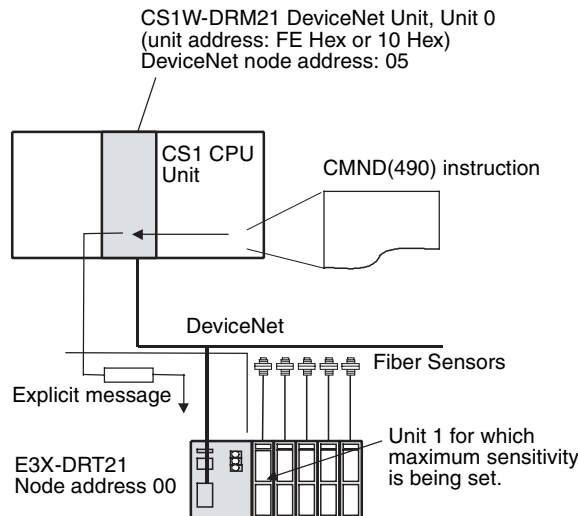 CS1W-DRM21 DeviceNet Unit, Unit 0
(unit address: FE Hex or 10 Hex)
DeviceNet node address: 05
CS1 CPU
Unit
CMND(490) instruction
DeviceNet
Fiber Sensors
Explicit message
Unit 1 for which
maximum sensitivity
is being set.
E3X-DRT21
Node address 00